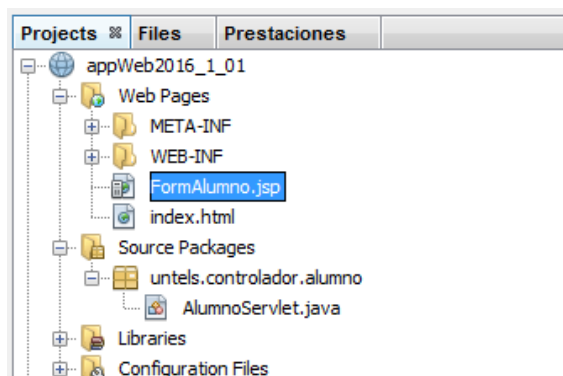 Projects Files Prestaciones
appWeb2016_1_01
Web Pages
META-INF
WEB-INF
FormAlumno.jsp
index.html
Source Packages
untels.controlador.alumno
AlumnoServlet.java
Libraries
Configuration Files